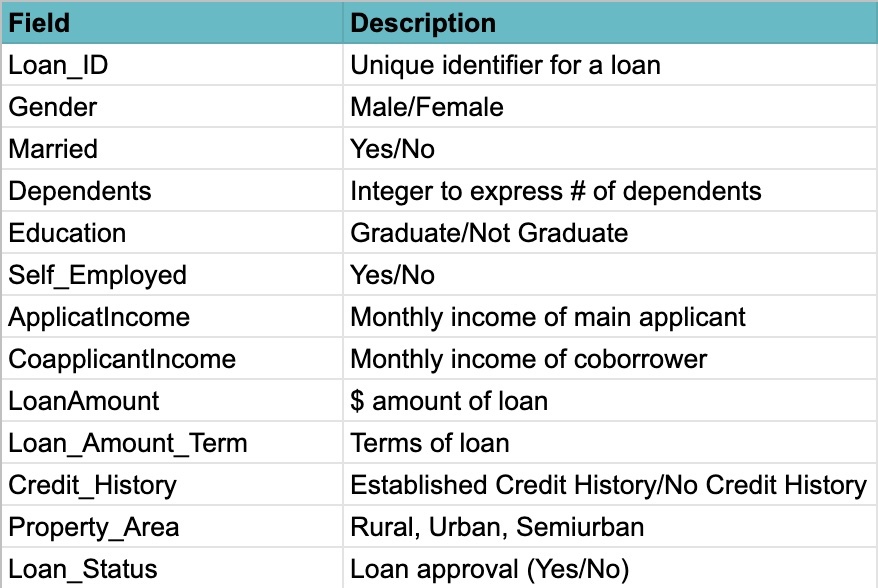 Field Description
Loan_ID Unique identifier for a loan
Gender Male/Female
Married Yes/No
Dependents Integer to express # of dependents
Education Graduate/Not Graduate
Self_Employed Yes/No
ApplicatIncome Monthly income of main applicant
CoapplicantIncome Monthly income of coborrower
LoanAmount $ amount of loan
Loan_Amount_Term Terms of loan
Credit_History Established Credit History/No Credit History
Property_Area Rural, Urban, Semiurban
Loan_Status Loan approval (Yes/No)